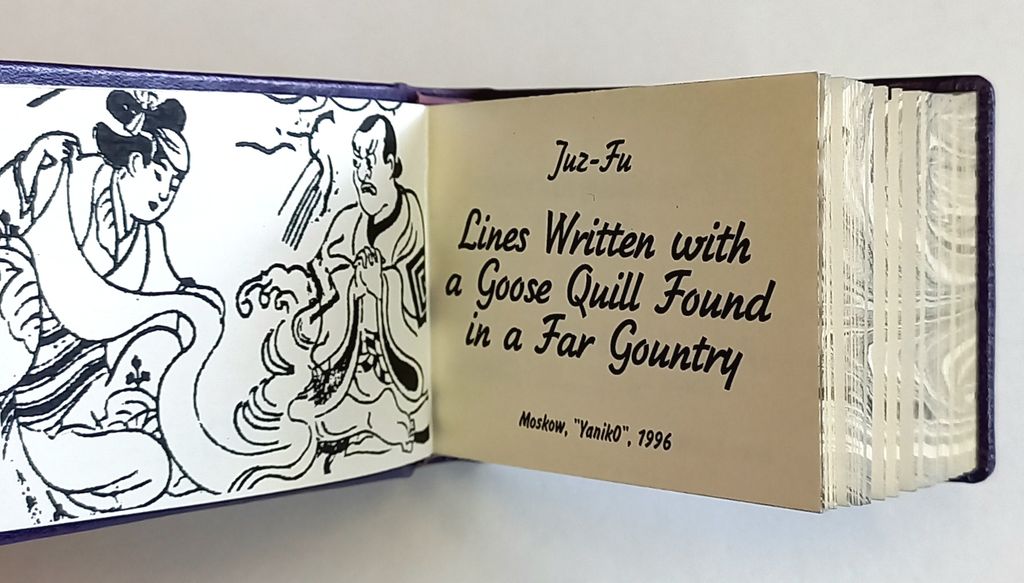 Juz-Fu
Lines Written with
a Goose Quill Found
in a Far Gountry
Moskow, "YanikO", 1996